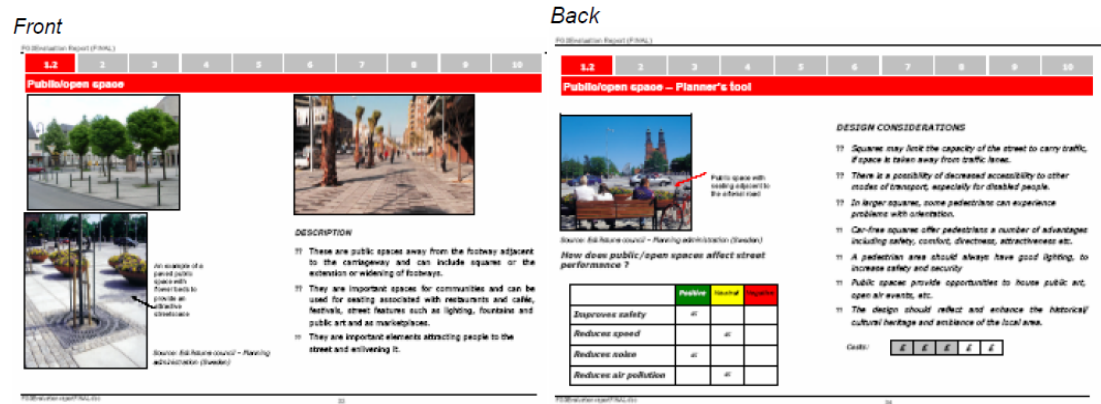 Front
Evaluation Report (FINAL)
1.2 2 3 4 5 6 7 8 9 10
Public/open space
An example of a
paved public
space with
flower beds to
provide an
attractive
streetscape
Source: Eskilstuna council – Planning
administration (Sweden)
DESCRIPTION
?? These are public spaces away from the footway adjacent
to the carriageway and can include squares or the
extension or widening of footways.
?? They are important spaces for communities and can be
used for seating associated with restaurants and cafés,
festivals, street features such as lighting, fountains and
public art and as marketplaces.
?? They are important elements attracting people to the
street and enlivening it.
Back
Evaluation Report (FINAL)
1.2 2 3 4 5 6 7 8 9 10
Public/open space – Planner's tool
Public space with
seating adjacent to
the arterial road
Source: Eskilstuna council – Planning administration (Sweden)
How does public/open spaces affect street
performance ?
Positive Neutral Negative
Improves safety
Reduces speed
Reduces noise
Reduces air pollution
DESIGN CONSIDERATIONS
?? Squares may limit the capacity of the street to carry traffic,
if space is taken away from traffic lanes.
?? There is a possibility of decreased accessibility to other
modes of transport, especially for disabled people.
?? In larger squares, some pedestrians can experience
problems with orientation.
?? Car-free squares offer pedestrians a number of advantages
including safety, comfort, directness, attractiveness etc.
?? A pedestrian area should always have good lighting, to
increase safety and security
?? Public spaces provide opportunities to house public art,
open air events, etc.
?? The design should reflect and enhance the historical/
cultural heritage and ambience of the local area.
Costs: £ £ £ £ £